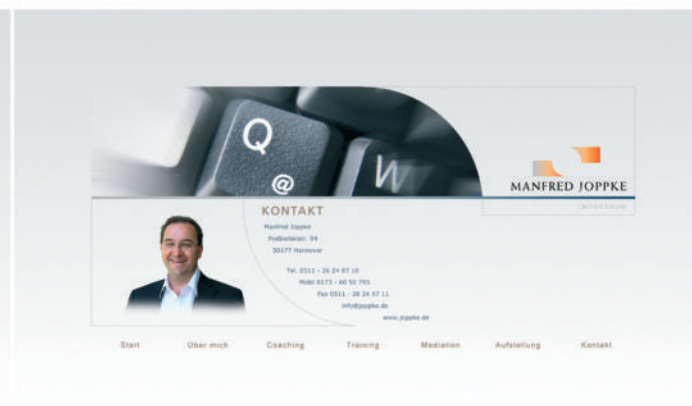 Q
@
W
MANFRED JOPPKE
IMPRESSUM
KONTAKT
Manfred Joppke
Podbielskistr. 94
30177 Hannover
Tel. 0511 - 26 24 97 10
Mobil 0173 - 60 50 795
Fax 0511 - 26 24 97 11
info@joppke.de
www.joppke.de
Start Über mich Coaching Training Mediation Aufstellung Kontakt